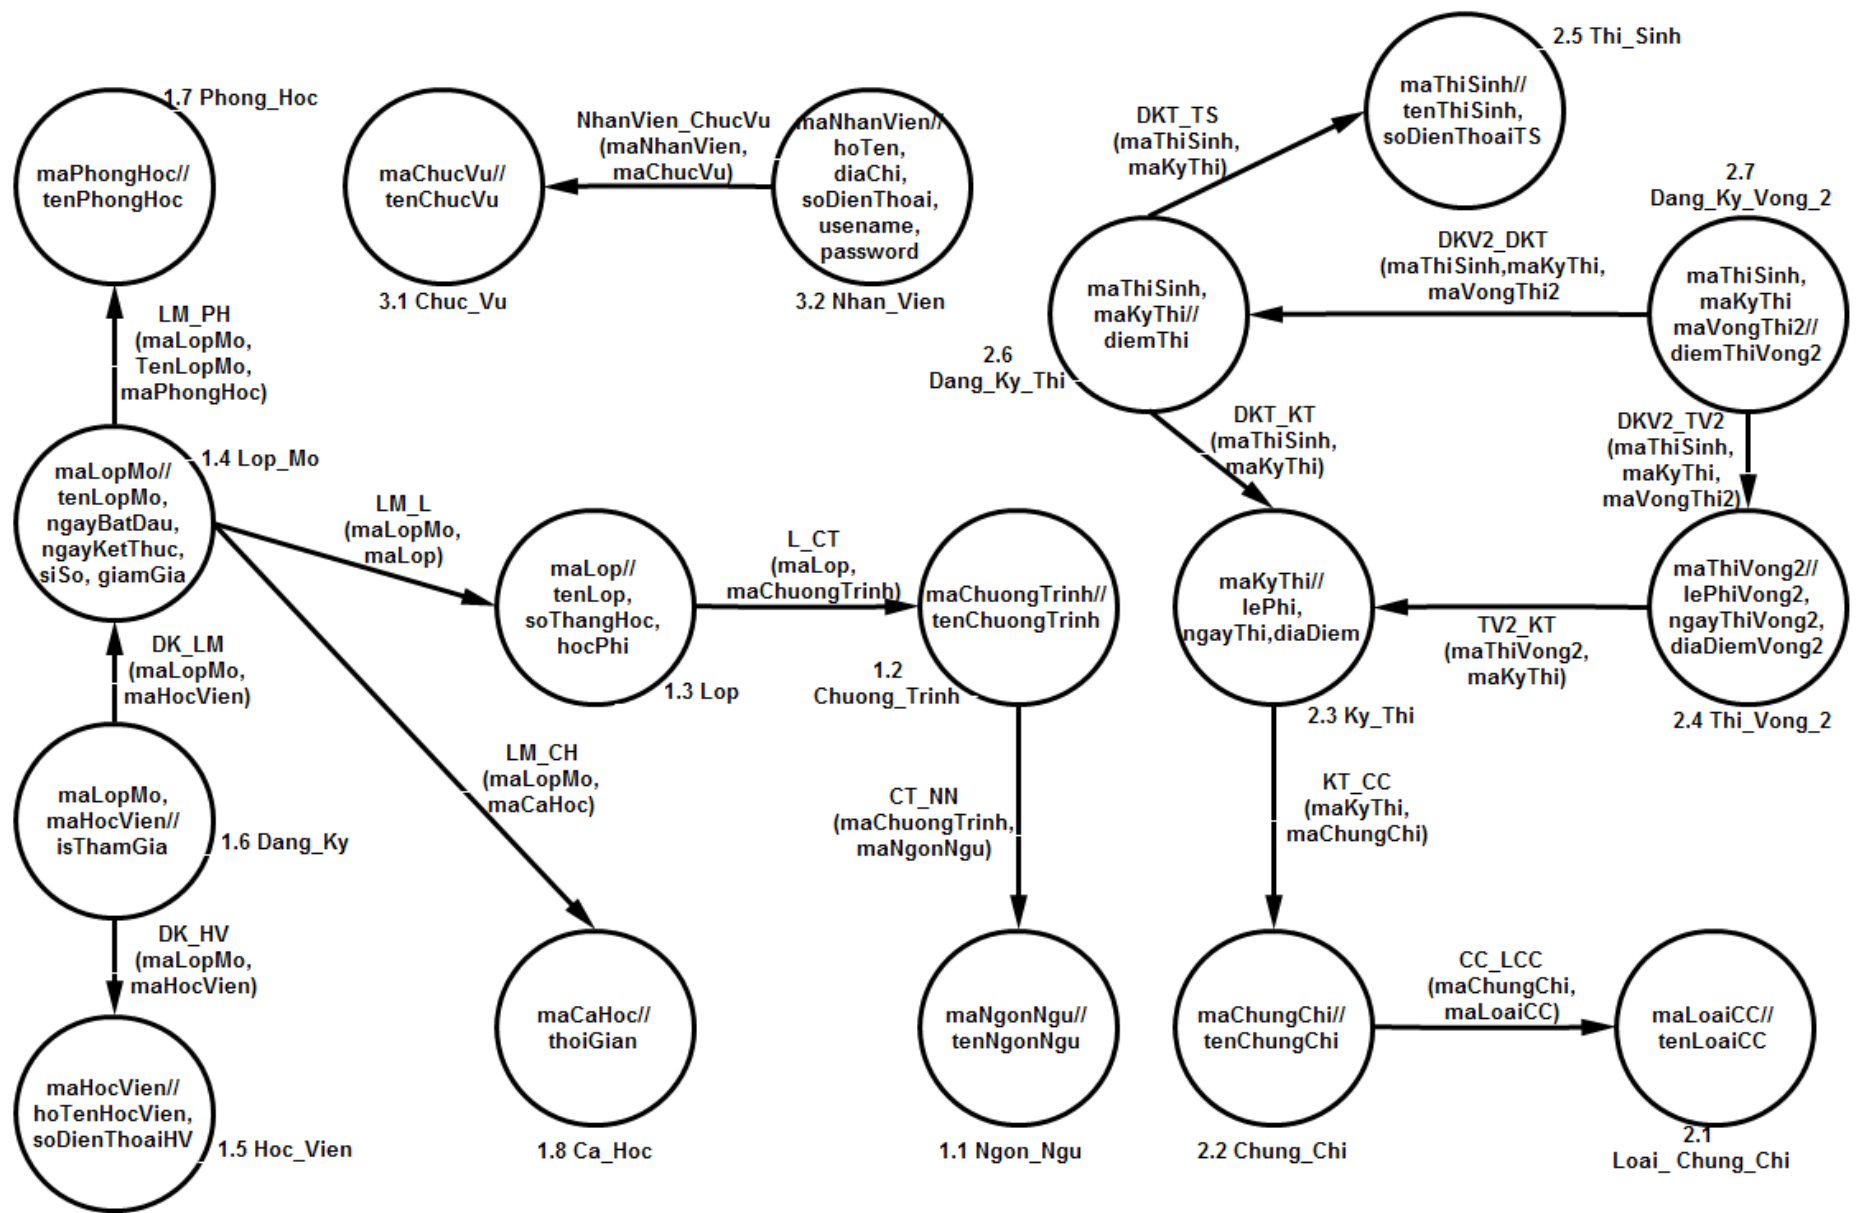 1.7 Phong_Hoc
maPhongHoc//
tenPhongHoc
maChucVu//
tenChucVu
3.1 Chuc_Vu
NhanVien_ChucVu
(maNhanVien,
maChucVu)
maNhanVien//
hoTen,
diaChi,
soDienThoai,
usename,
password
3.2 Nhan_Vien
2.5 Thi_Sinh
maThiSinh//
tenThiSinh,
soDienThoaiTS
DKT_TS
(maThiSinh,
maKyThi)
2.7
Dang_Ky_Vong_2
maThiSinh,
maKyThi
maVongThi2//
diemThiVong2
DKV2_DKT
(maThiSinh,maKyThi,
maVongThi2
maThiSinh,
maKyThi//
diemThi
2.6
Dang_Ky_Thi
LM_PH
(maLopMo,
TenLopMo,
maPhongHoc)
1.4 Lop_Mo
maLopMo//
tenLopMo,
ngayBatDau,
ngayKetThuc,
siSo, giamGia
LM_L
(maLopMo,
maLop)
maLop//
tenLop,
soThangHoc,
hocPhi
1.3 Lop
L_CT
(maLop,
maChuongTrinh)
maChuongTrinh//
tenChuongTrinh
1.2
Chuong_Trinh
DKT_KT
(maThiSinh,
maKyThi)
DKV2_TV2
(maThiSinh,
maKyThi,
maVongThi2)
maKyThi//
lePhi,
ngayThi,diaDiem
2.3 Ky_Thi
TV2_KT
(maThiVong2,
maKyThi)
maThiVong2//
lePhiVong2,
ngayThiVong2,
diaDiemVong2
2.4 Thi_Vong_2
DK_LM
(maLopMo,
maHocVien)
maLopMo,
maHocVien//
isThamGia
1.6 Dang_Ky
LM_CH
(maLopMo,
maCaHoc)
CT_NN
(maChuongTrinh,
maNgonNgu)
KT_CC
(maKyThi,
maChungChi)
DK_HV
(maLopMo,
maHocVien)
maHocVien//
hoTenHocVien,
soDienThoaiHV
1.5 Hoc_Vien
maCaHoc//
thoiGian
1.8 Ca_Hoc
maNgonNgu//
tenNgonNgu
1.1 Ngon_Ngu
maChungChi//
tenChungChi
2.2 Chung_Chi
CC_LCC
(maChungChi,
maLoaiCC)
maLoaiCC//
tenLoaiCC
2.1
Loai_ Chung_Chi